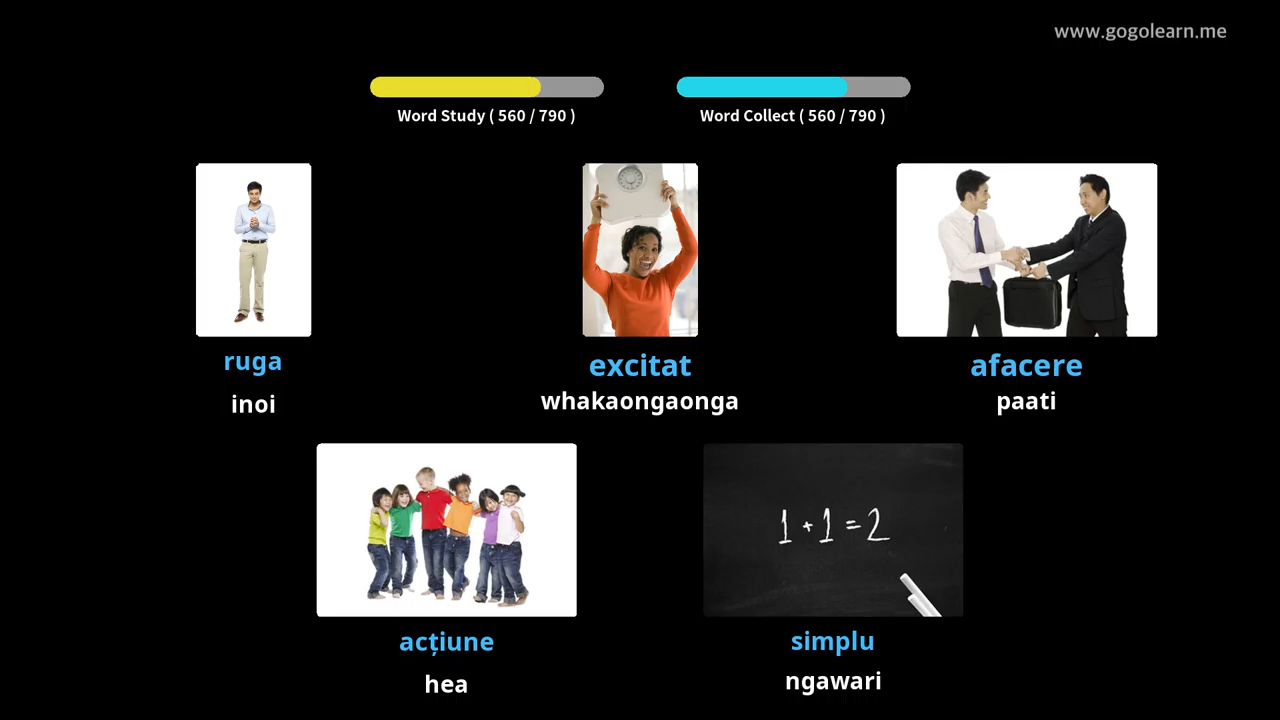 www.gogolearn.me
Word Study ( 560 / 790 )
Word Collect ( 560 / 790 )
ruga
inoi
excitat
whakaongaonga
afacere
paati
acțiune
hea
1 + 1 = 2
simplu
ngawari